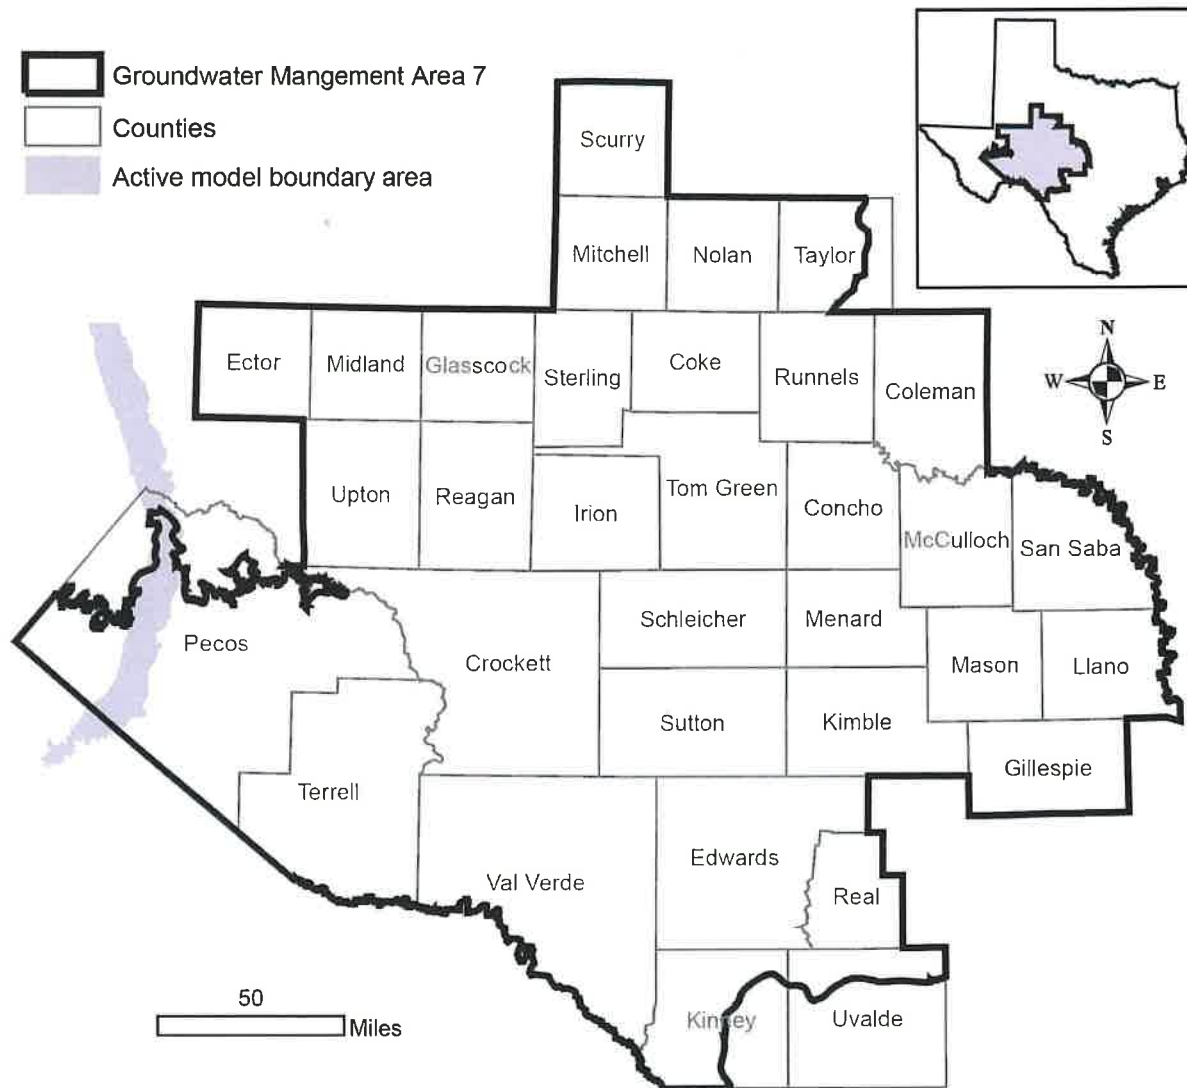 Groundwater Mangement Area 7
Counties
Active model boundary area
Scurry
Mitchell
Nolan
Taylor
Ector
Midland
Glasscock
Sterling
Coke
Runnels
Coleman
N
W
E
S
Upton
Reagan
Irion
Tom Green
Concho
McCulloch
San Saba
Pecos
Crockett
Schleicher
Menard
Mason
Llano
Sutton
Kimble
Gillespie
Terrell
Val Verde
Edwards
Real
Kinney
Uvalde
50
Miles